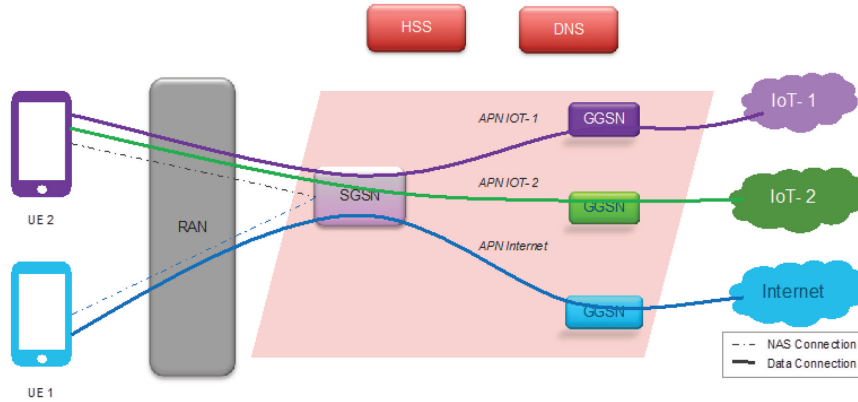 HSS
DNS
APN IOT- 1
GGSN
IoT- 1
UE 2
RAN
SGSN
APN IOT- 2
GGSN
IoT- 2
APN Internet
GGSN
Internet
UE 1
NAS Connection
Data Connection